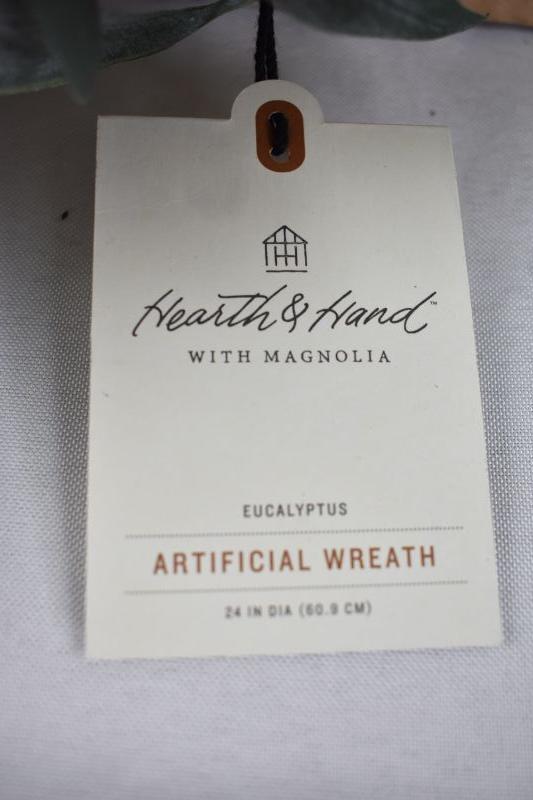 Hearth & Hand™
WITH MAGNOLIA
EUCALYPTUS
ARTIFICIAL WREATH
24 IN DIA (60.9 CM)